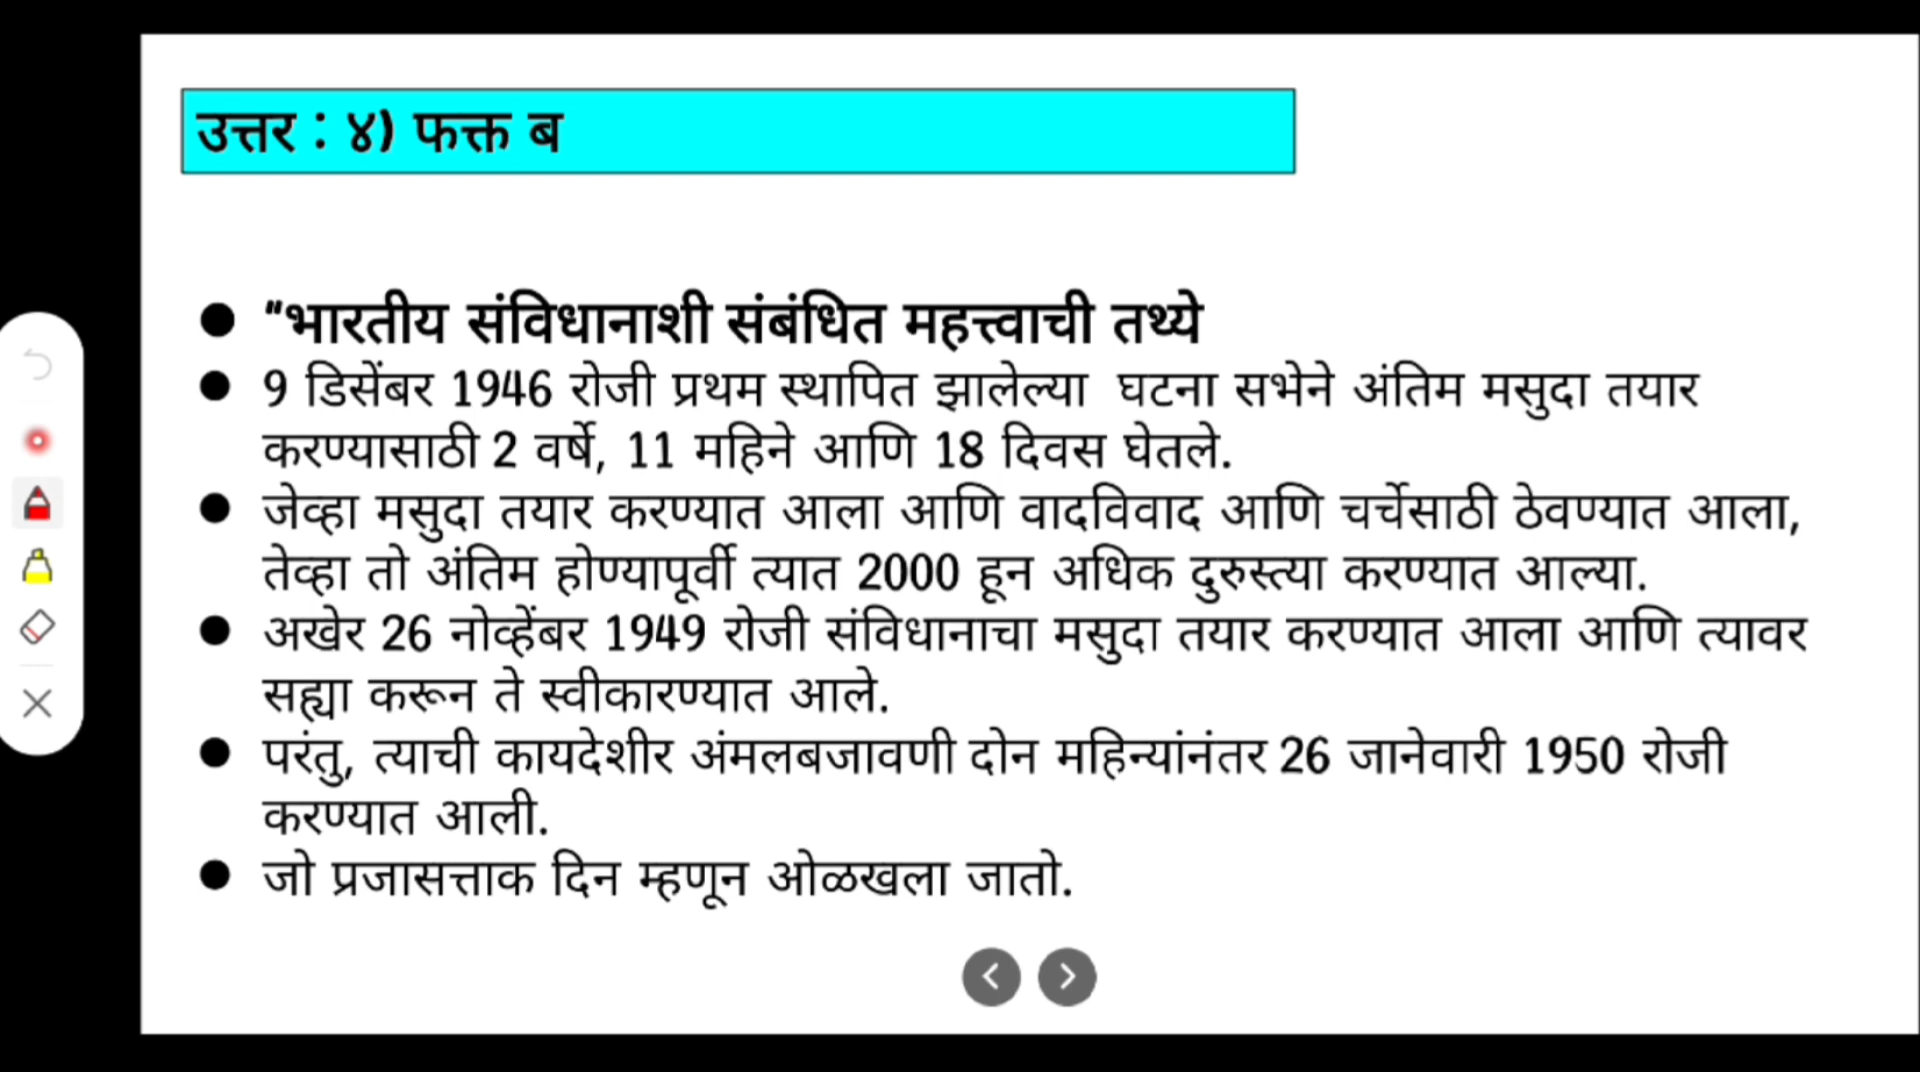 उत्तर : ४) फक्त ब
● "भारतीय संविधानाशी संबंधित महत्त्वाची तथ्ये
● 9 डिसेंबर 1946 रोजी प्रथम स्थापित झालेल्या घटना सभेने अंतिम मसुदा तयार
करण्यासाठी 2 वर्षे, 11 महिने आणि 18 दिवस घेतले.
● जेव्हा मसुदा तयार करण्यात आला आणि वादविवाद आणि चर्चेसाठी ठेवण्यात आला,
तेव्हा तो अंतिम होण्यापूर्वी त्यात 2000 हून अधिक दुरुस्त्या करण्यात आल्या.
● अखेर 26 नोव्हेंबर 1949 रोजी संविधानाचा मसुदा तयार करण्यात आला आणि त्यावर
सह्या करून ते स्वीकारण्यात आले.
● परंतु, त्याची कायदेशीर अंमलबजावणी दोन महिन्यांनंतर 26 जानेवारी 1950 रोजी
करण्यात आली.
● जो प्रजासत्ताक दिन म्हणून ओळखला जातो.